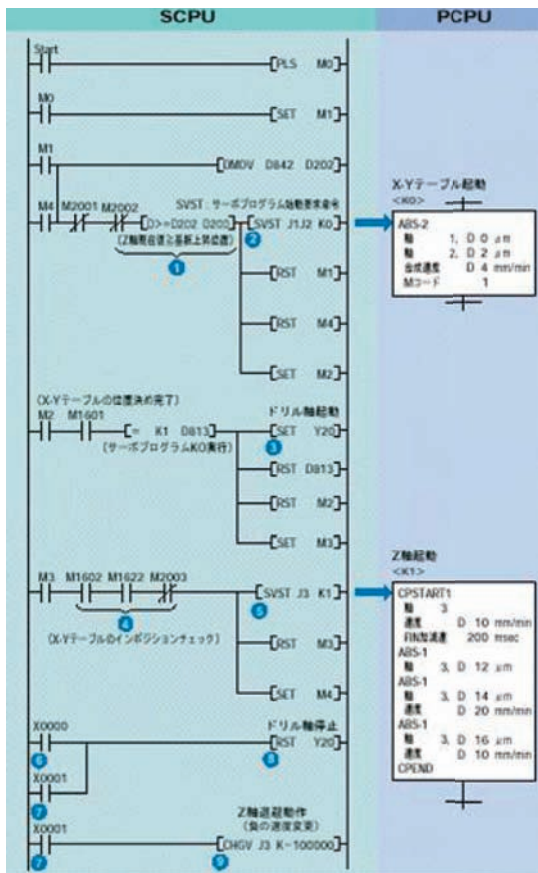 SCPU
PCPU
Start
PLS M0
M0
SET M1
M1
DMOV D842 D202
M4 M2001 M2002
SVST：サーボプログラム始動要求命令
D>=D202 D200
SVST J1J2 K0
(Z軸現在値≧基板上昇位置)
1
2
RST M1
RST M4
SET M2
X-Yテーブル起動
<K0>
ABS-2
軸 1, D 0 μm
軸 2, D 2 μm
合成速度 D 4 mm/min
Mコード 1
(X-Yテーブルの位置決め完了)
M2 M1601
= K1 D813
(サーボプログラムK0実行)
ドリル軸起動
SET Y20
3
RST D813
RST M2
SET M3
M3 M1602 M1622 M2003
4
(X-Yテーブルのインポジションチェック)
SVST J3 K1
5
RST M3
SET M4
Z軸起動
<K1>
CPSTART1
軸 3
速度 D 10 mm/min
FIN加減速 200 msec
ABS-1
軸 3, D 12 μm
ABS-1
軸 3, D 14 μm
速度 D 20 mm/min
ABS-1
軸 3, D 16 μm
速度 D 10 mm/min
CPEND
X0000
6
ドリル軸停止
RST Y20
8
X0001
7
Z軸退避動作
(負の速度変更)
X0001
7
CHGV J3 K-100000
9